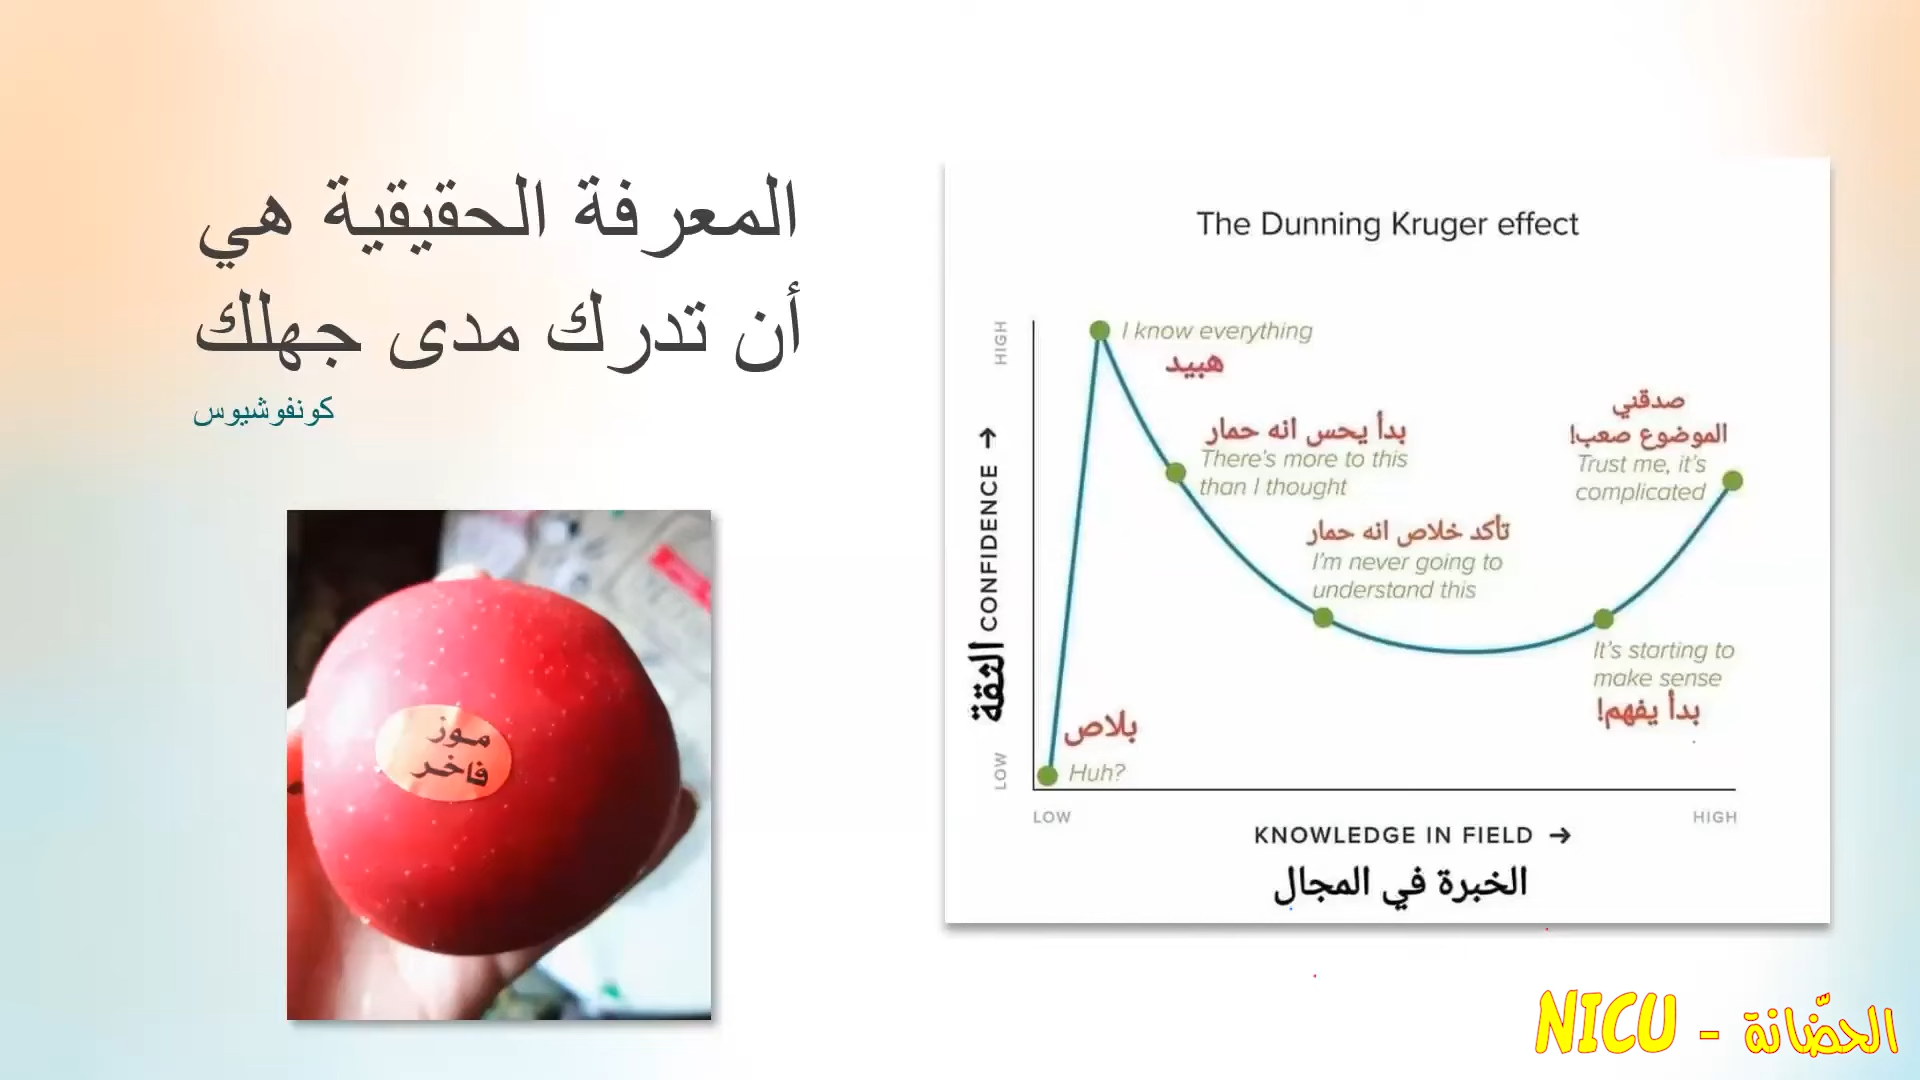 المعرفة الحقيقية هي
أن تدرك مدى جهلك
كونفوشيوس
موز
فاخر
The Dunning Kruger effect
HIGH
I know everything
هبيد
بدأ يحس انه حمار
There's more to this
than I thought
تأكد خلاص انه حمار
I'm never going to
understand this
صدقني
الموضوع صعب!
Trust me, it's
complicated
It's starting to
make sense
بدأ يفهم!
بلاص
Huh?
الثقة CONFIDENCE →
LOW
LOW
HIGH
KNOWLEDGE IN FIELD →
الخبرة في المجال
الحضّانة - NICU